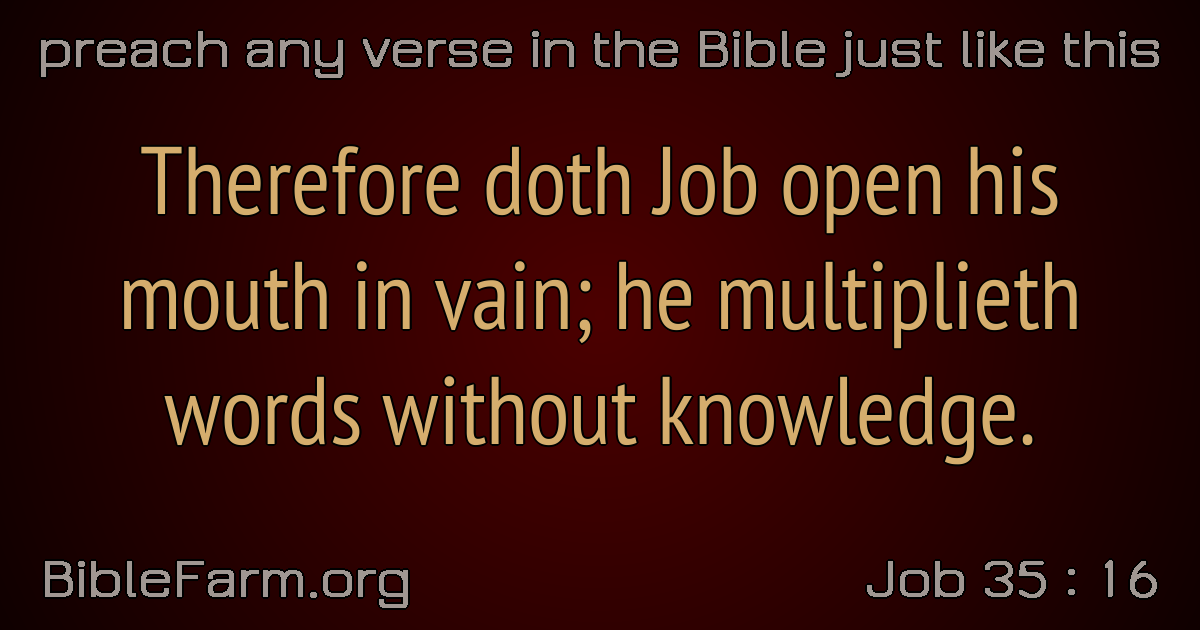 preach any verse in the Bible just like this
Therefore doth Job open his
mouth in vain; he multiplieth
words without knowledge.
BibleFarm.org
Job 35 : 16